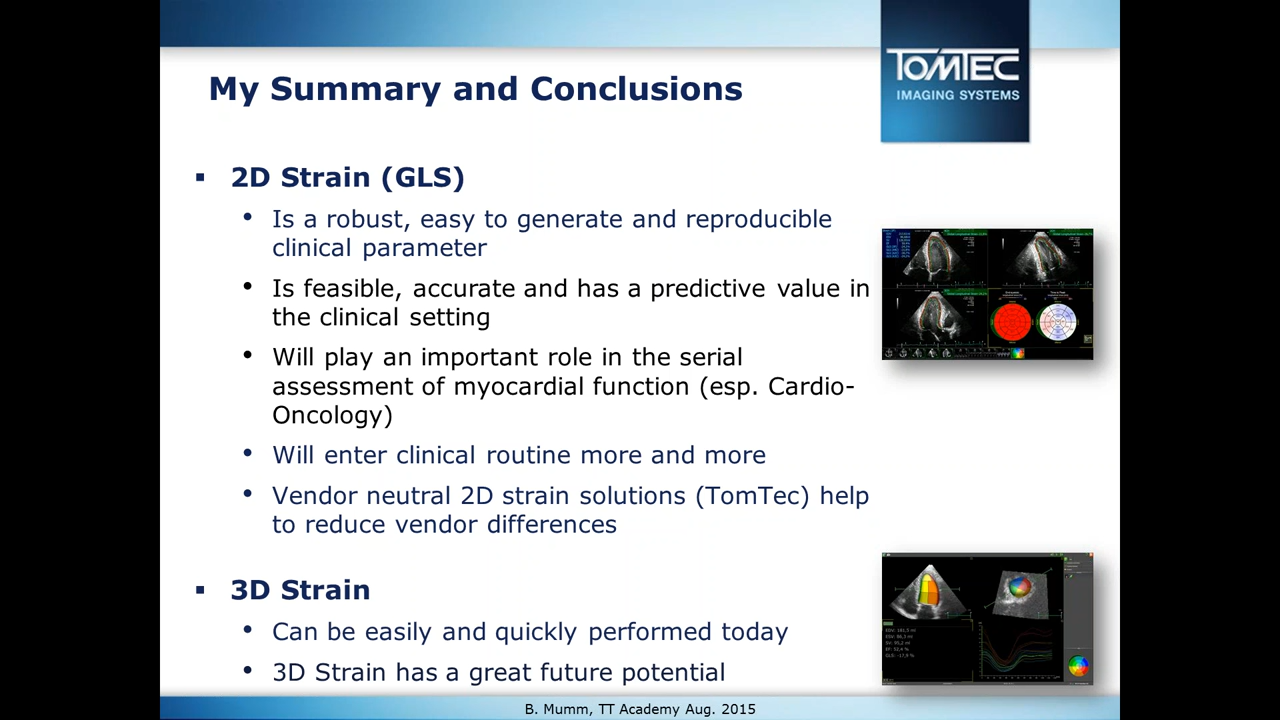 My Summary and Conclusions
TOMTEC
IMAGING SYSTEMS
▪ 2D Strain (GLS)
• Is a robust, easy to generate and reproducible
clinical parameter
• Is feasible, accurate and has a predictive value in
the clinical setting
• Will play an important role in the serial
assessment of myocardial function (esp. Cardio-
Oncology)
• Will enter clinical routine more and more
• Vendor neutral 2D strain solutions (TomTec) help
to reduce vendor differences
▪ 3D Strain
• Can be easily and quickly performed today
• 3D Strain has a great future potential
B. Mumm, TT Academy Aug. 2015